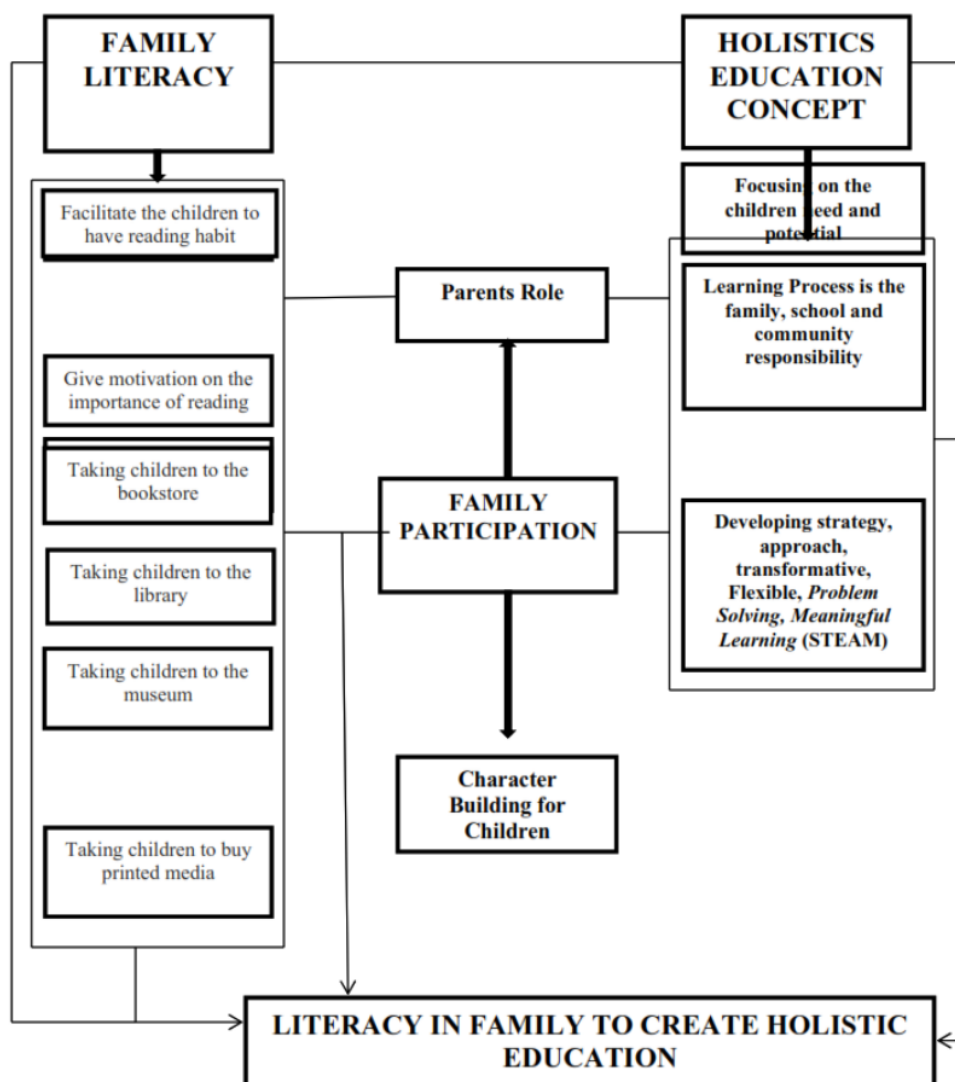 FAMILY
LITERACY
HOLISTICS
EDUCATION
CONCEPT
Facilitate the children to
have reading habit
Give motivation on the
importance of reading
Taking children to the
bookstore
Taking children to the
library
Taking children to the
museum
Taking children to buy
printed media
Parents Role
FAMILY
PARTICIPATION
Character
Building for
Children
Focusing on the
children need and
potential
Learning Process is the
family, school and
community
responsibility
Developing strategy,
approach,
transformative,
Flexible, Problem
Solving, Meaningful
Learning (STEAM)
LITERACY IN FAMILY TO CREATE HOLISTIC
EDUCATION